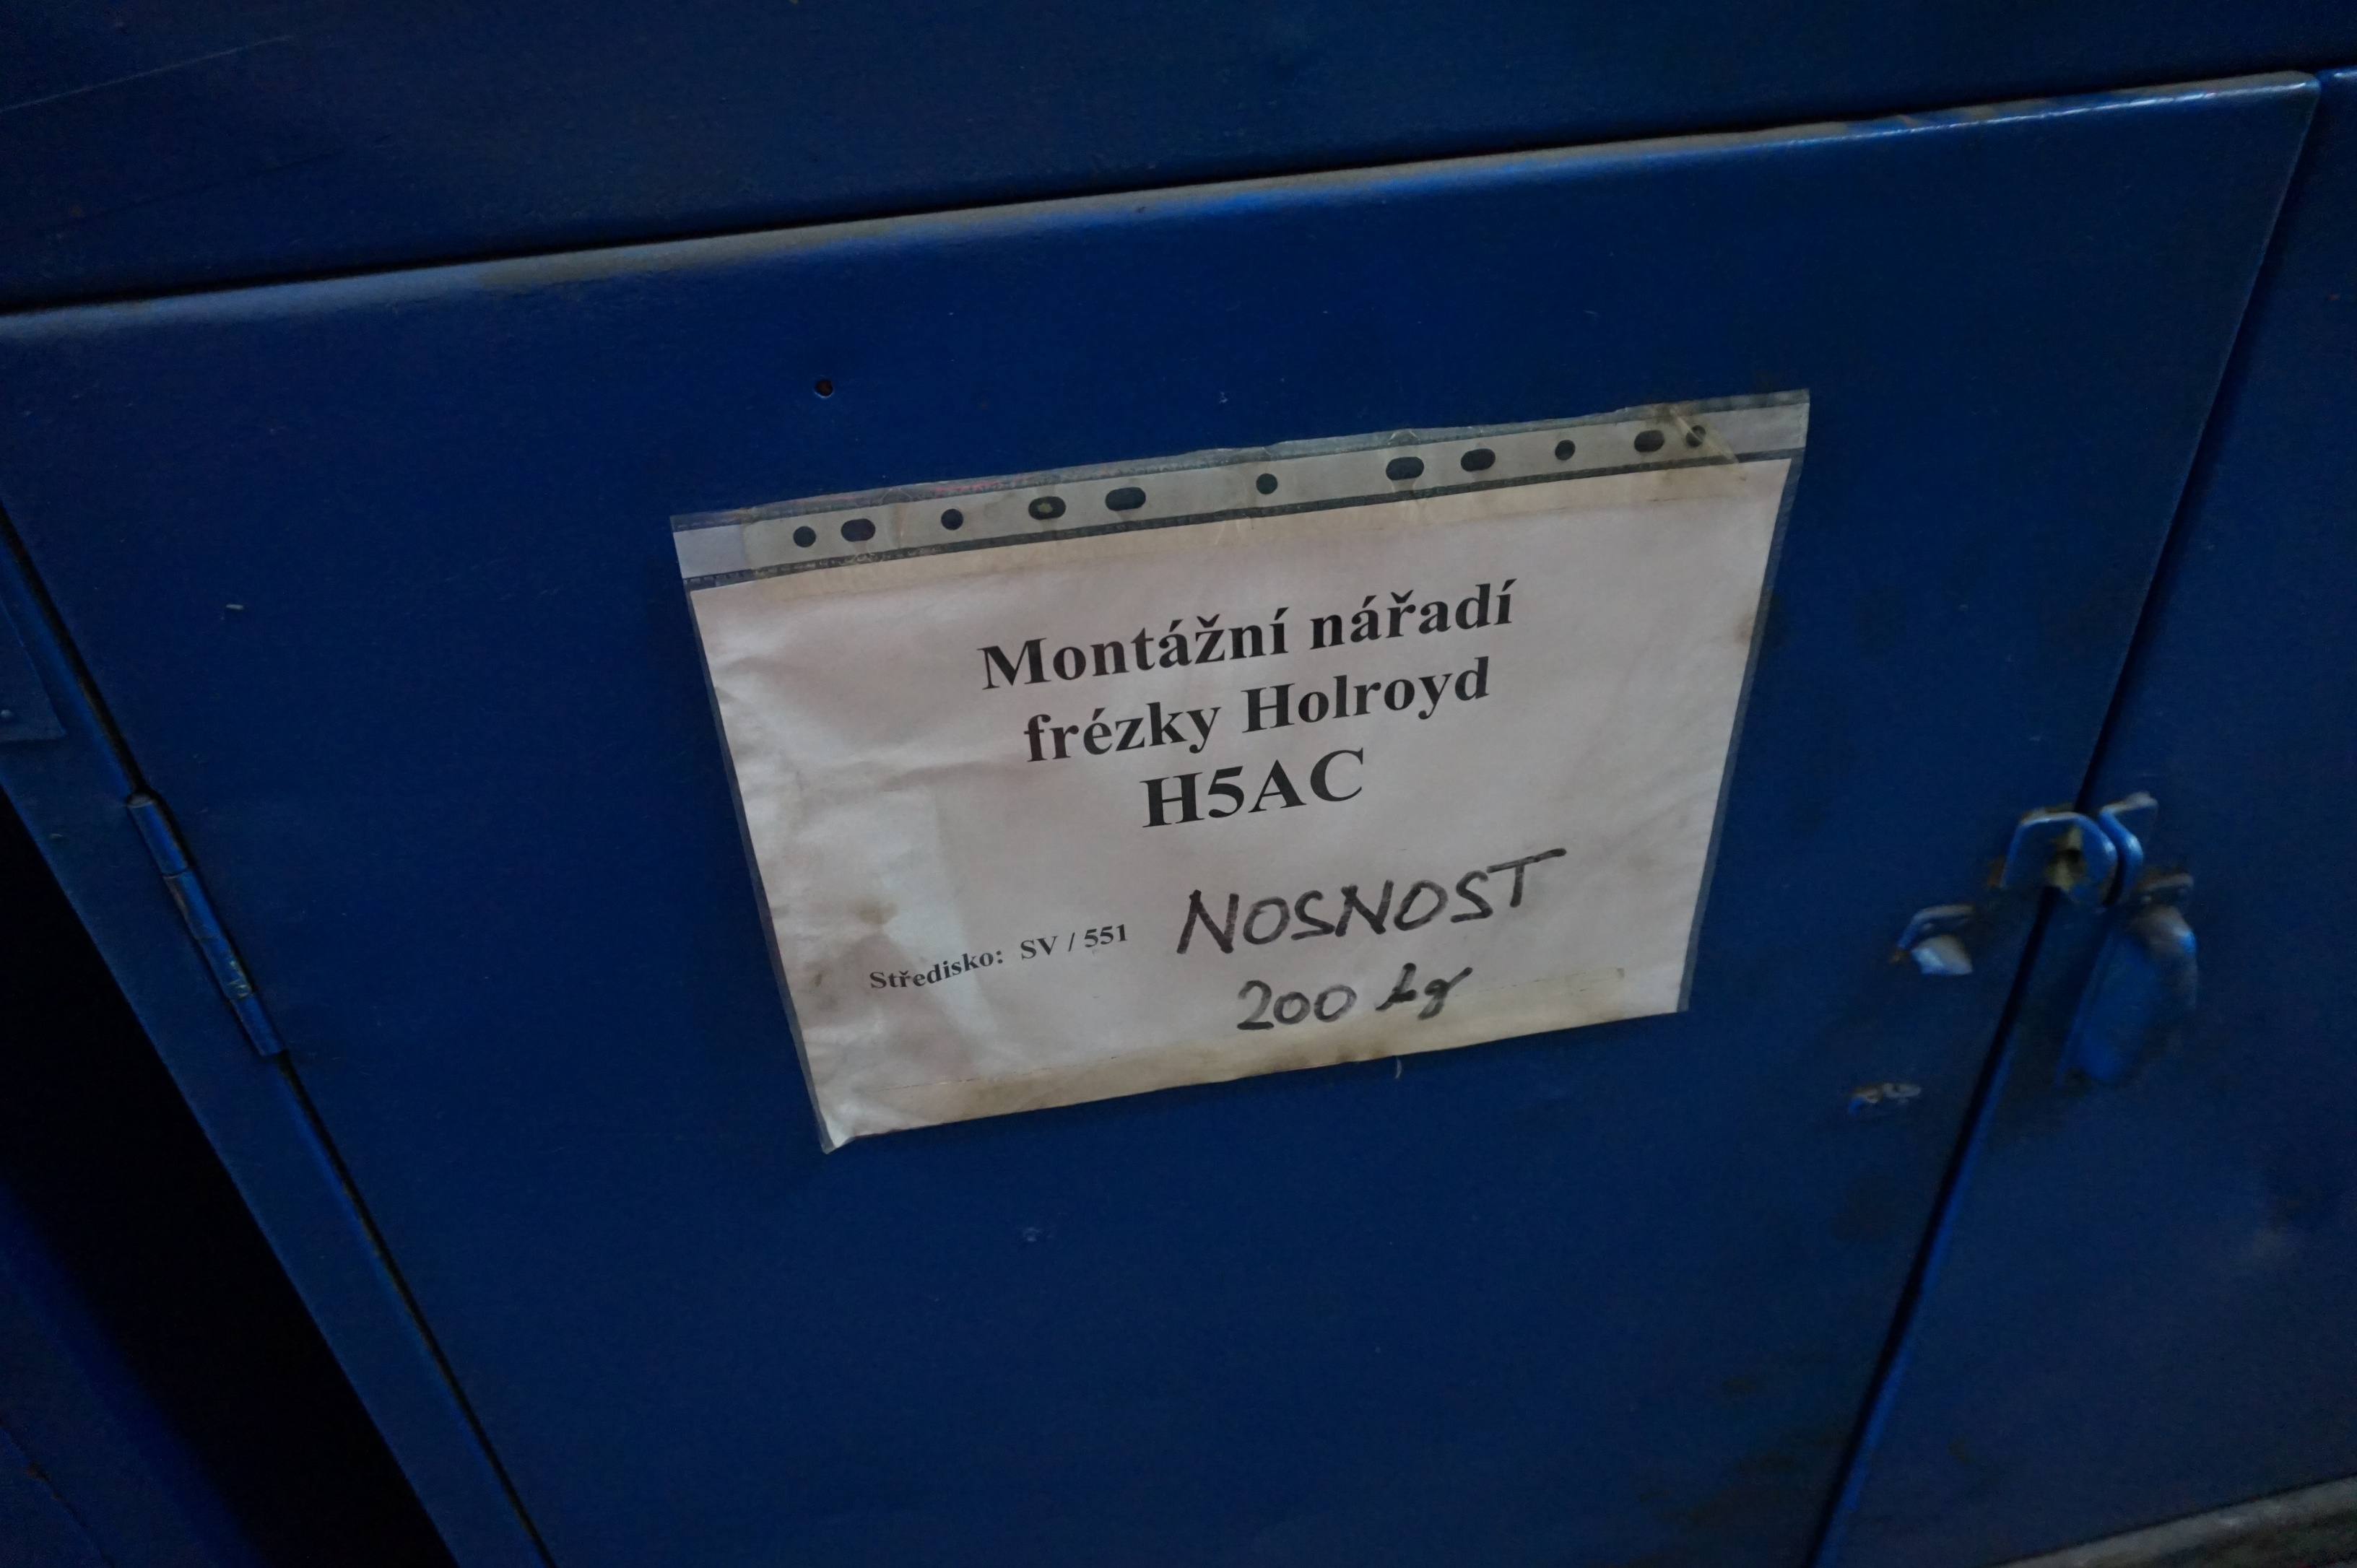 Montážní nářadí
frézky Holroyd
H5AC
NOSNOST
Středisko: SV / 551
200 kg